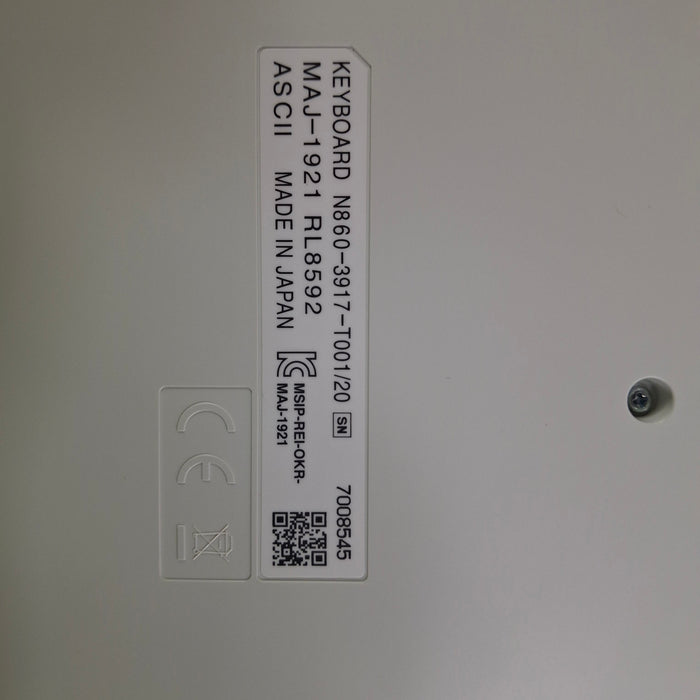 KEYBOARD N860-3917-T001/20 SN 7008545
MAJ-1921 RL8592
ASCII MADE IN JAPAN
MSIP-REI-OKR-
MAJ-1921
CE